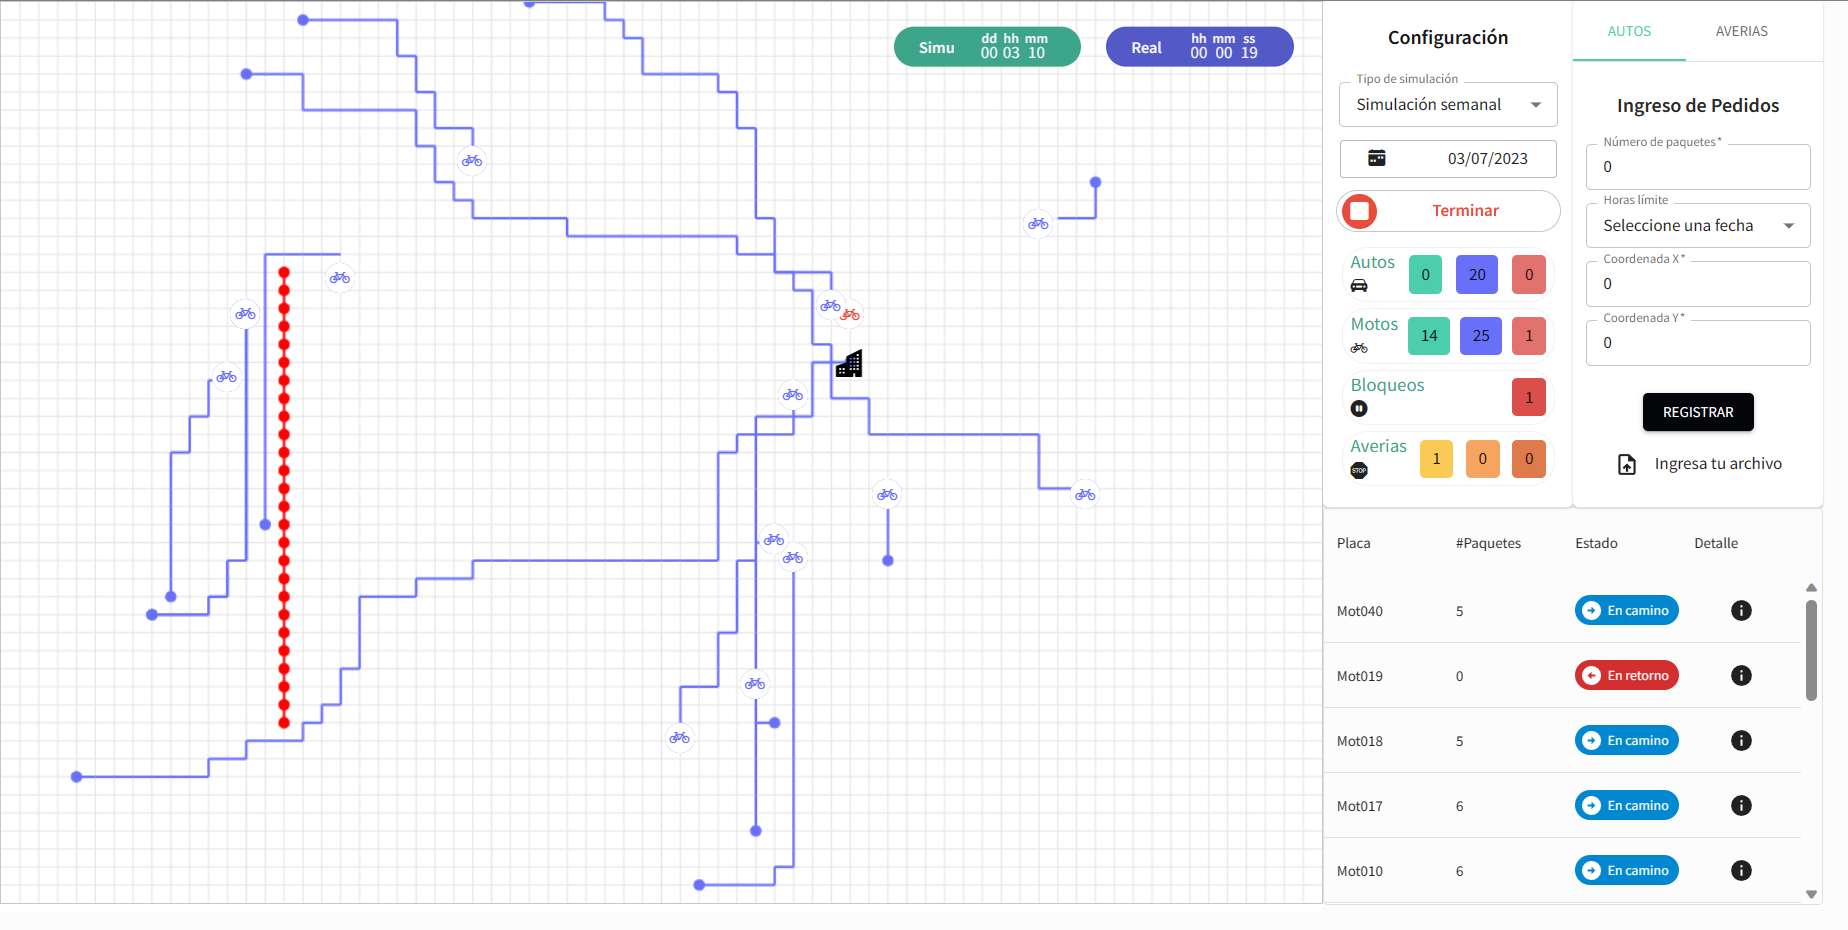 Simu
dd hh mm
00 03 10
Real
hh mm ss
00 00 19
Configuración
Tipo de simulación
Simulación semanal
03/07/2023
Terminar
Autos
0 20 0
Motos
14 25 1
Bloqueos
1
Averias
STOP
1 0 0
AUTOS AVERIAS
Ingreso de Pedidos
Número de paquetes*
0
Horas límite
Seleccione una fecha
Coordenada X*
0
Coordenada Y*
0
REGISTRAR
Ingresa tu archivo
Placa #Paquetes Estado Detalle
Mot040 5 En camino
Mot019 0 En retorno
Mot018 5 En camino
Mot017 6 En camino
Mot010 6 En camino